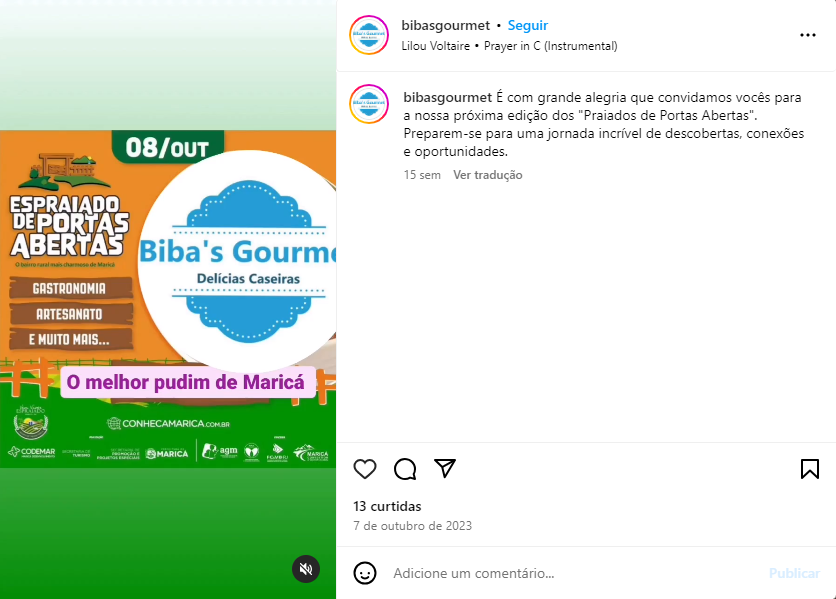 08/OUT
ESPRAIADO
DE PORTAS
ABERTAS
O bairro rural mais charmoso de Maricá
GASTRONOMIA
ARTESANATO
E MUITO MAIS...
Biba's Gourme
Delícias Caseiras
O melhor pudim de Maricá
ESPRAIADO
CONHECAMARICA.COM.BR
CODEMAR
SECRETARIA DE
TURISMO
PROMOÇÃO E
PROJETOS ESPECIAIS
MARICÁ
agm
MARICÁ
bibasgourmet • Seguir
Lilou Voltaire • Prayer in C (Instrumental)
bibasgourmet É com grande alegria que convidamos vocês para
a nossa próxima edição dos "Praiados de Portas Abertas".
Preparem-se para uma jornada incrível de descobertas, conexões
e oportunidades.
15 sem Ver tradução
13 curtidas
7 de outubro de 2023
Adicione um comentário...
Publicar